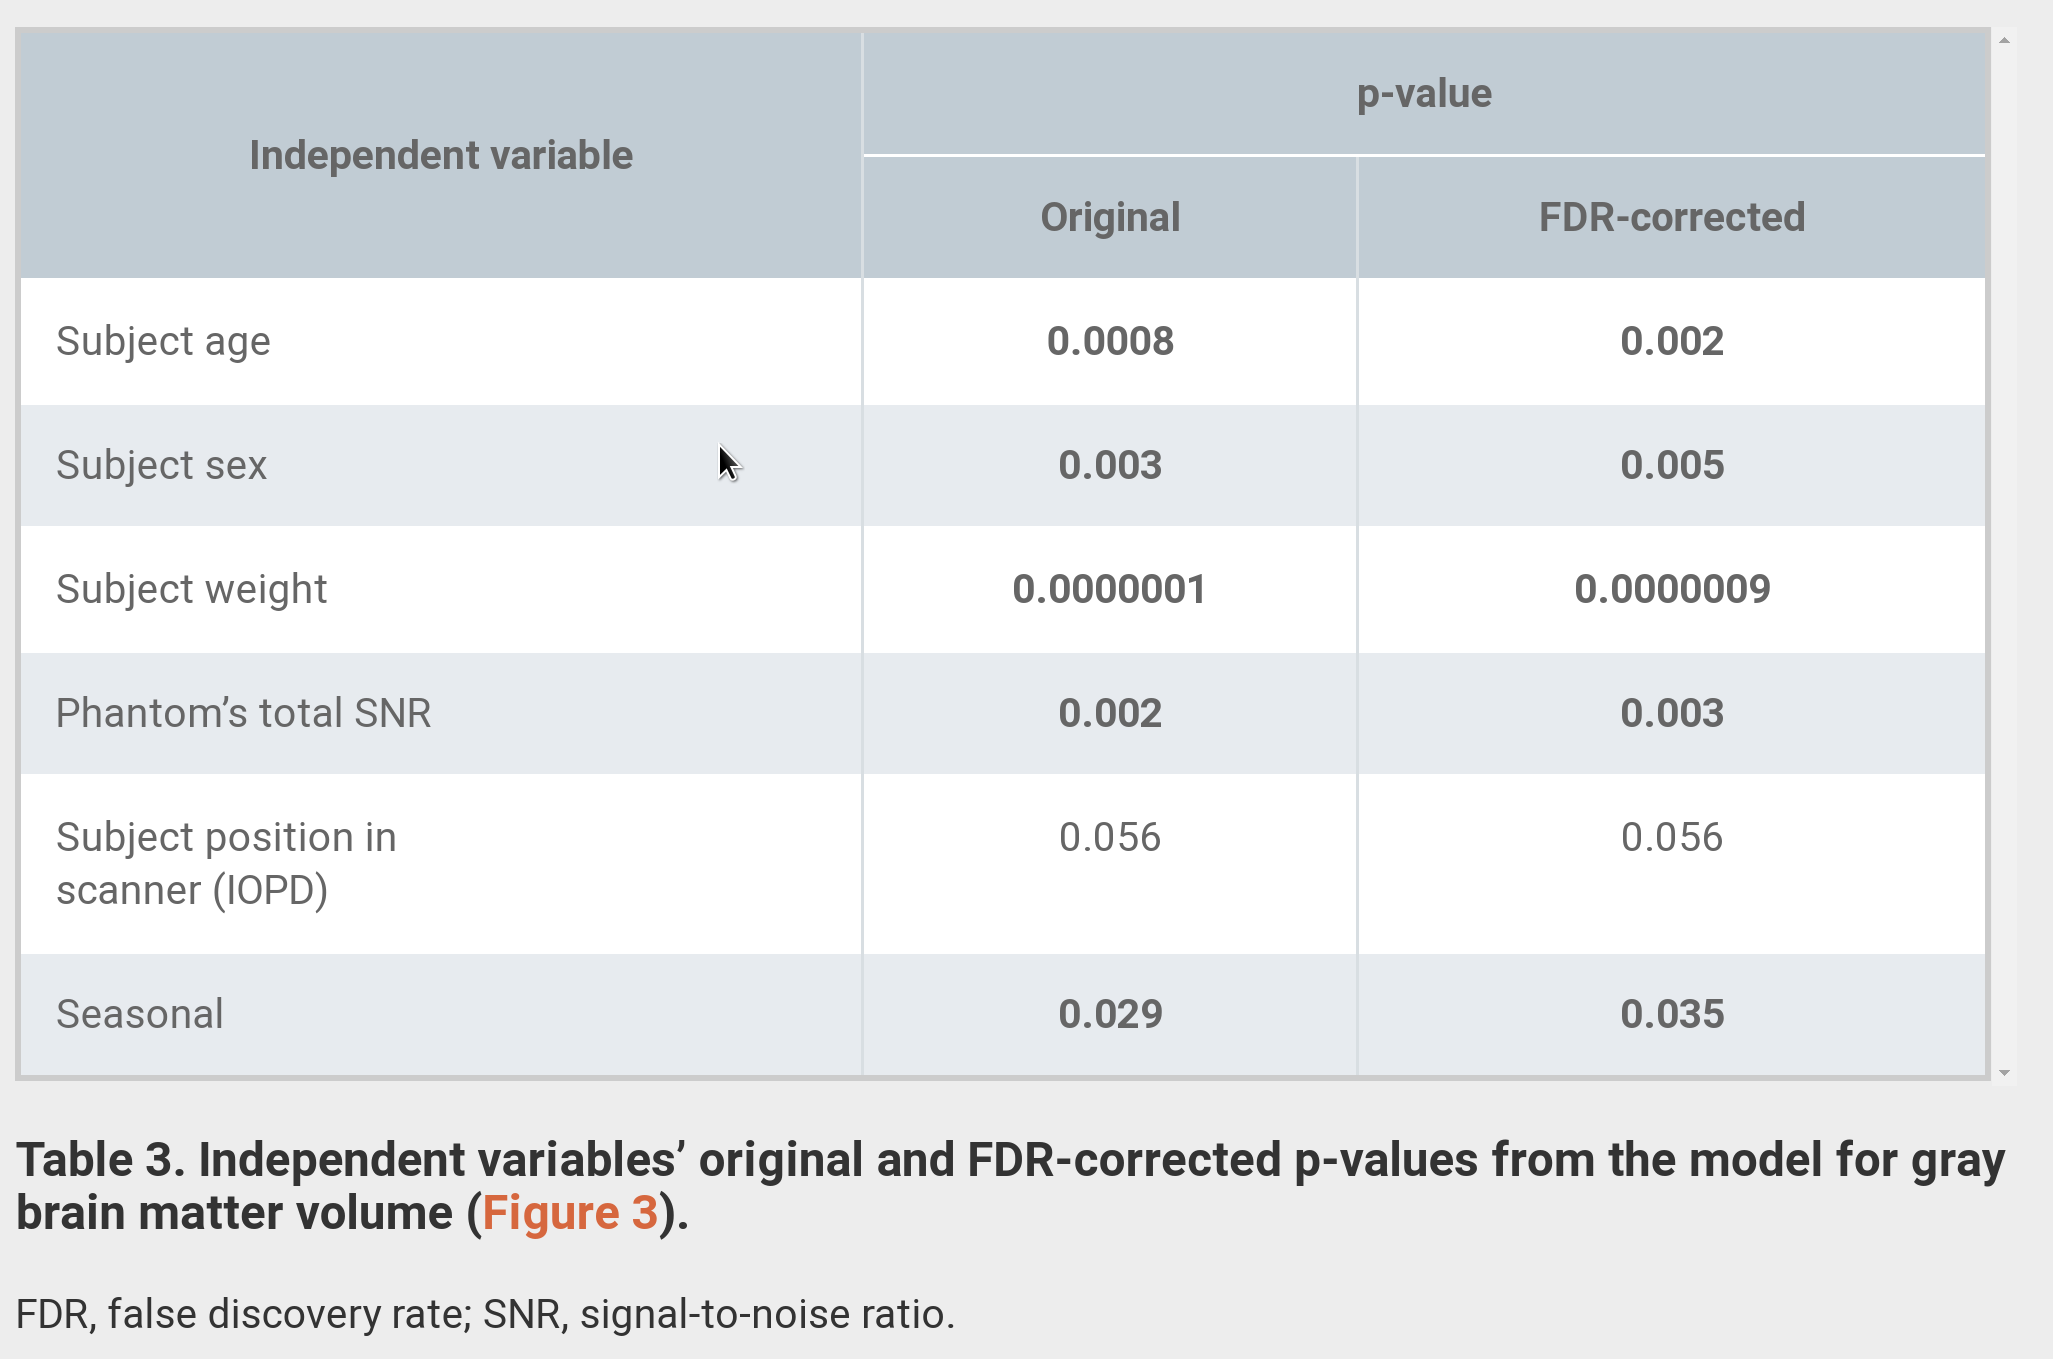 Independent variable
p-value
Original FDR-corrected
Subject age 0.0008 0.002
Subject sex 0.003 0.005
Subject weight 0.0000001 0.0000009
Phantom’s total SNR 0.002 0.003
Subject position in 0.056 0.056
scanner (IOPD)
Seasonal 0.029 0.035
Table 3. Independent variables’ original and FDR-corrected p-values from the model for gray
brain matter volume (Figure 3).
FDR, false discovery rate; SNR, signal-to-noise ratio.